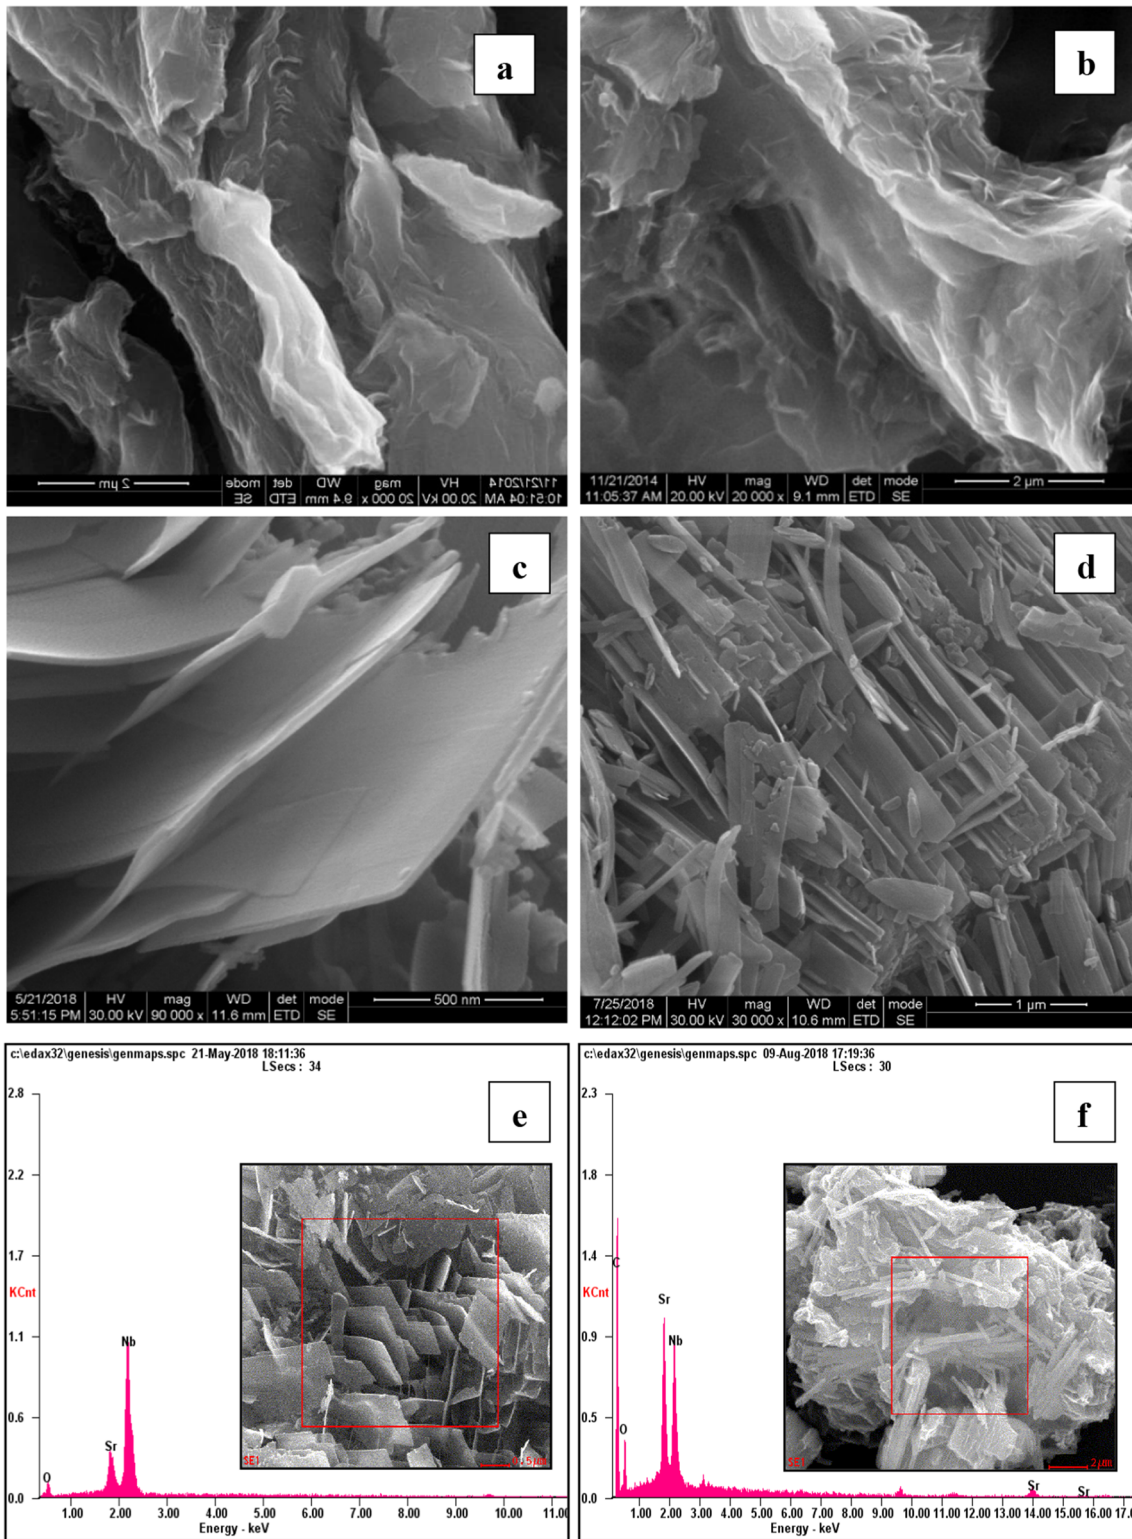 a
2 µm
mode
SE
det
ETD
WD
9.4 mm
mag
20 000 x
HV
20.00 kV
11/21/2014
10:51:04 AM
b
11/21/2014
11:05:37 AM
HV
20.00 kV
mag
20 000 x
WD
9.1 mm
det
ETD
mode
SE
2 µm
c
5/21/2018
5:51:15 PM
HV
30.00 kV
mag
90 000 x
WD
11.6 mm
det
ETD
mode
SE
500 nm
d
7/25/2018
12:12:02 PM
HV
30.00 kV
mag
30 000 x
WD
10.6 mm
det
ETD
mode
SE
1 µm
c:\edax32\genesis\genmaps.spc 21-May-2018 18:11:36
LSecs : 34
e
2.8
2.2
1.7
KCnt
1.1
0.6
0.0
O
Sr
Nb
SE1
1.00 2.00 3.00 4.00 5.00 6.00 7.00 8.00 9.00 10.00 11.0
Energy - keV
c:\edax32\genesis\genmaps.spc 09-Aug-2018 17:19:36
LSecs : 30
f
2.3
1.8
1.4
KCnt
0.9
0.5
0.0
C
O
Sr
Nb
Sr
Sr
SE1
2µm
1.00 2.00 3.00 4.00 5.00 6.00 7.00 8.00 9.00 10.00 11.00 12.00 13.00 14.00 15.00 16.00 17.0
Energy - keV